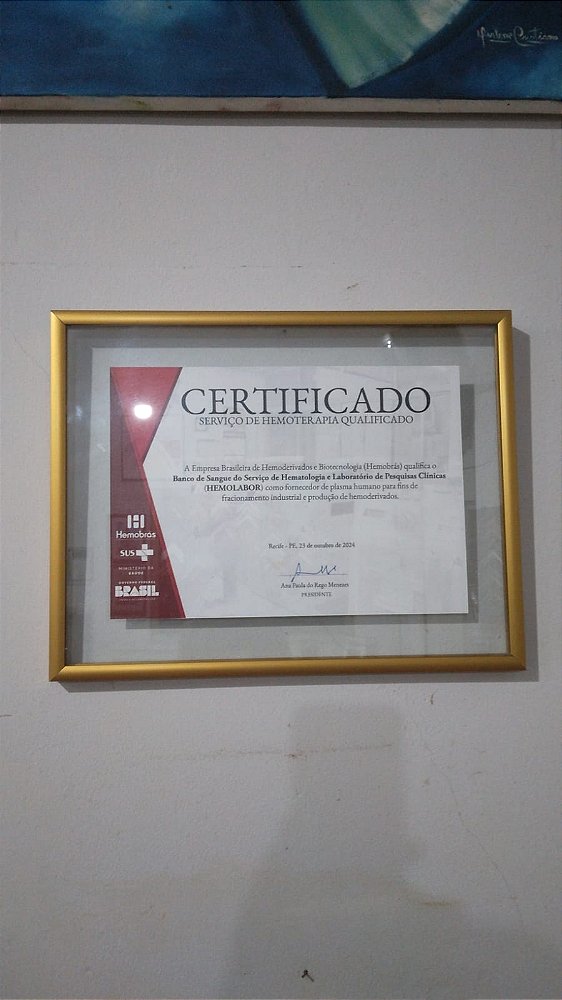 CERTIFICADO
SERVIÇO DE HEMOTERAPIA QUALIFICADO
A Empresa Brasileira de Hemoderivados e Biotecnologia (Hemobrás) qualifica o
Banco de Sangue do Serviço de Hematologia e Laboratório de Pesquisas Clínicas
(HEMOLABOR) como fornecedor de plasma humano para fins de
fracionamento industrial e produção de hemoderivados.
Recife - PE, 23 de outubro de 2024
Ana Paula do Rego Menezes
PRESIDENTE
Hemobrás
SUS
MINISTÉRIO DA
SAÚDE
GOVERNO FEDERAL
BRASIL